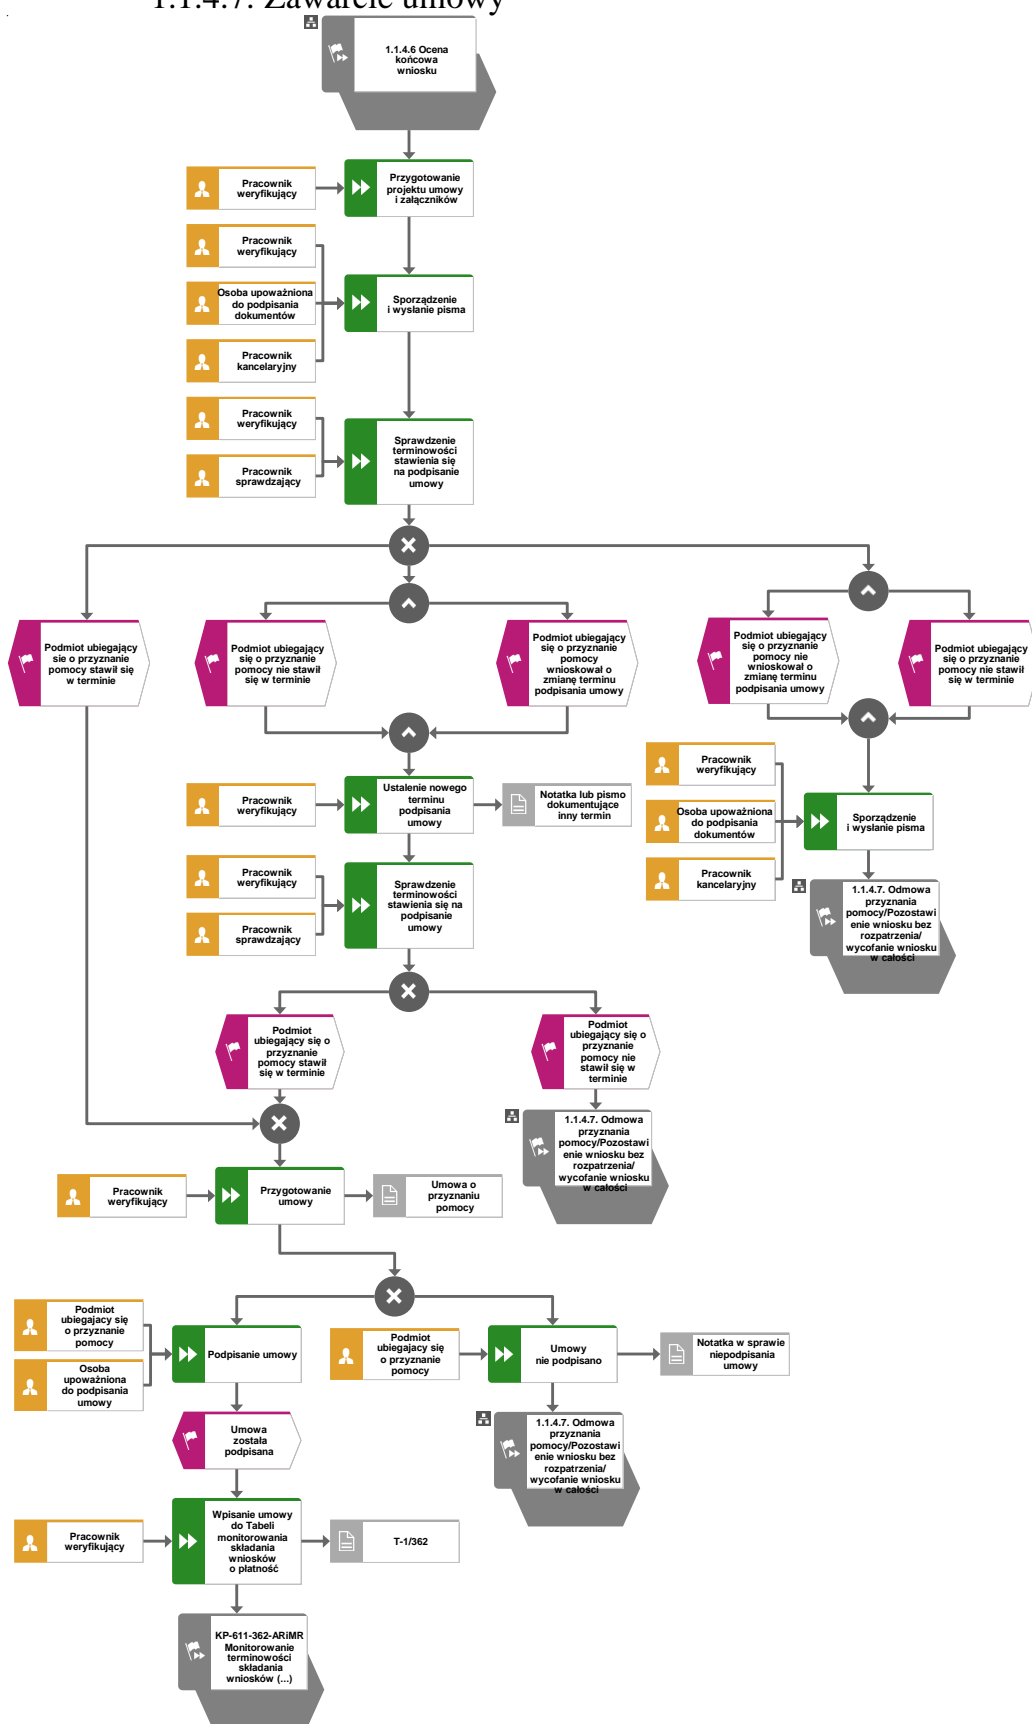 1.1.4.7. Zawarcie umowy
1.1.4.6 Ocena
końcowa
wniosku
Pracownik
weryfikujący
Przygotowanie
projektu umowy
i załączników
Pracownik
weryfikujący
Osoba upoważniona
do podpisania
dokumentów
Sporządzenie
i wysłanie pisma
Pracownik
kancelaryjny
Pracownik
weryfikujący
Pracownik
sprawdzający
Sprawdzenie
terminowości
stawienia się
na podpisanie
umowy
Podmiot ubiegający
sie o przyznanie
pomocy stawił się
w terminie
Podmiot ubiegający
się o przyznanie
pomocy nie stawił
się w terminie
Podmiot ubiegający
się o przyznanie
pomocy
wnioskował o
zmianę terminu
podpisania umowy
Podmiot ubiegający
się o przyznanie
pomocy nie
wnioskował o
zmianę terminu
podpisania umowy
Podmiot ubiegający
się o przyznanie
pomocy nie stawił
się w terminie
Pracownik
weryfikujący
Ustalenie nowego
terminu
podpisania
umowy
Notatka lub pismo
dokumentujące
inny termin
Pracownik
weryfikujący
Osoba upoważniona
do podpisania
dokumentów
Sporządzenie
i wysłanie pisma
Pracownik
kancelaryjny
Pracownik
weryfikujący
Pracownik
sprawdzający
Sprawdzenie
terminowości
stawienia się na
podpisanie
umowy
1.1.4.7. Odmowa
przyznania
pomocy/Pozostawi
enie wniosku bez
rozpatrzenia/
wycofanie wniosku
w całości
Podmiot
ubiegający się o
przyznanie
pomocy stawił
się w terminie
Podmiot
ubiegający się o
przyznanie
pomocy nie
stawił się w
terminie
1.1.4.7. Odmowa
przyznania
pomocy/Pozostawi
enie wniosku bez
rozpatrzenia/
wycofanie wniosku
w całości
Pracownik
weryfikujący
Przygotowanie
umowy
Umowa o
przyznaniu
pomocy
Podmiot
ubiegajacy się
o przyznanie
pomocy
Osoba
upoważniona
do podpisania
umowy
Podpisanie umowy
Podmiot
ubiegajacy się
o przyznanie
pomocy
Umowy
nie podpisano
Notatka w sprawie
niepodpisania
umowy
Umowa
została
podpisana
1.1.4.7. Odmowa
przyznania
pomocy/Pozostawi
enie wniosku bez
rozpatrzenia/
wycofanie wniosku
w całości
Pracownik
weryfikujący
Wpisanie umowy
do Tabeli
monitorowania
składania
wniosków
o płatność
T-1/362
KP-611-362-ARiMR
Monitorowanie
terminowości
składania
wniosków (...)